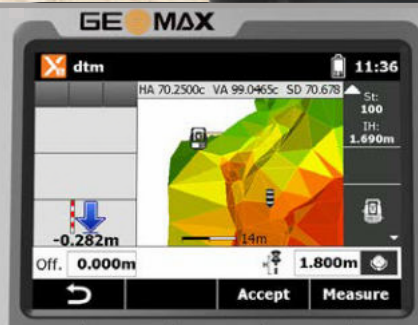 GEOMAX
dtm
11:36
HA 70.2500c VA 99.0465c SD 70.678
St:
100
IH:
1.690m
-0.282m
14m
Off. 0.000m
1.800m
Accept Measure